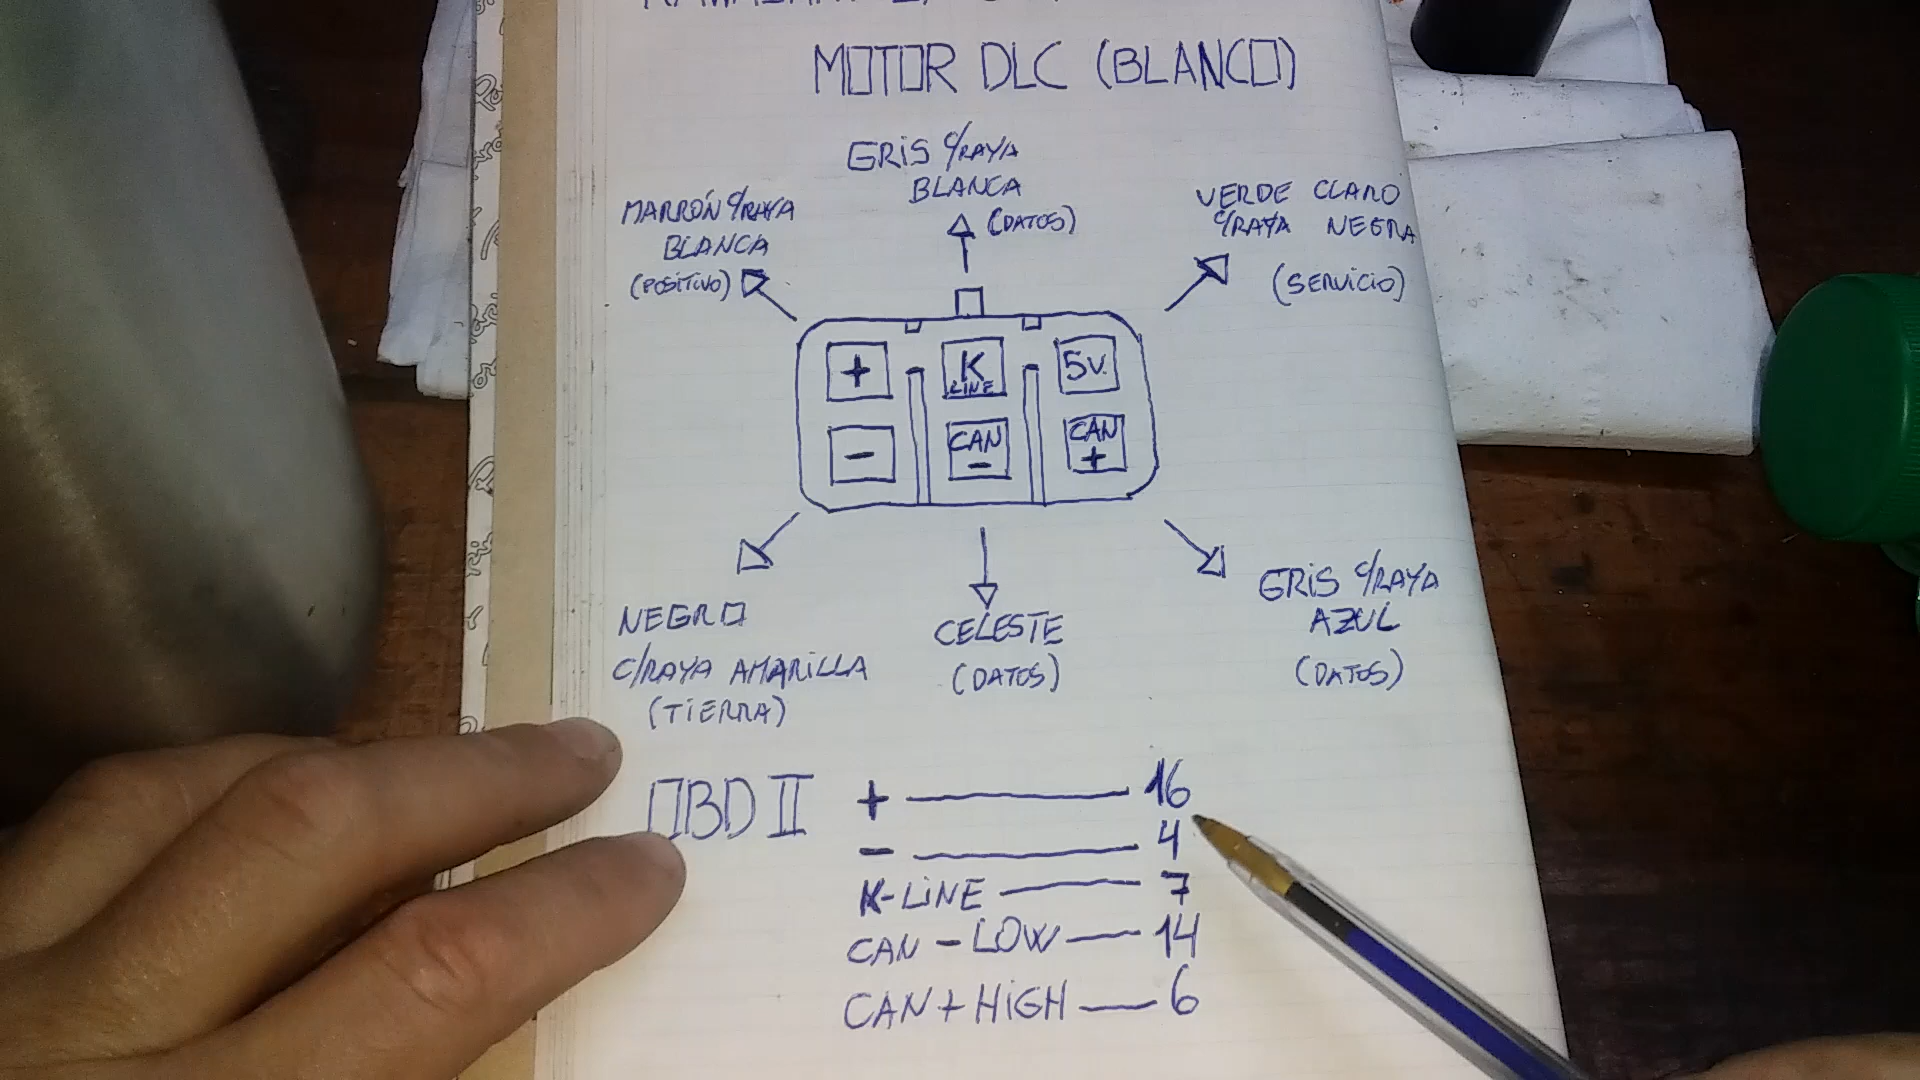 MOTOR DLC (BLANCO)
GRIS C/RAYA
BLANCA
(DATOS)
MARRÓN C/RAYA
BLANCA
(POSITIVO)
VERDE CLARO
C/RAYA NEGRA
(SERVICIO)
+
K
LINE
5V.
-
CAN
-
CAN
+
NEGRO
C/RAYA AMARILLA
(TIERRA)
CELESTE
(DATOS)
GRIS C/RAYA
AZUL
(DATOS)
OBD II
+ — 16
- — 4
K-LINE — 7
CAN - LOW — 14
CAN + HIGH — 6